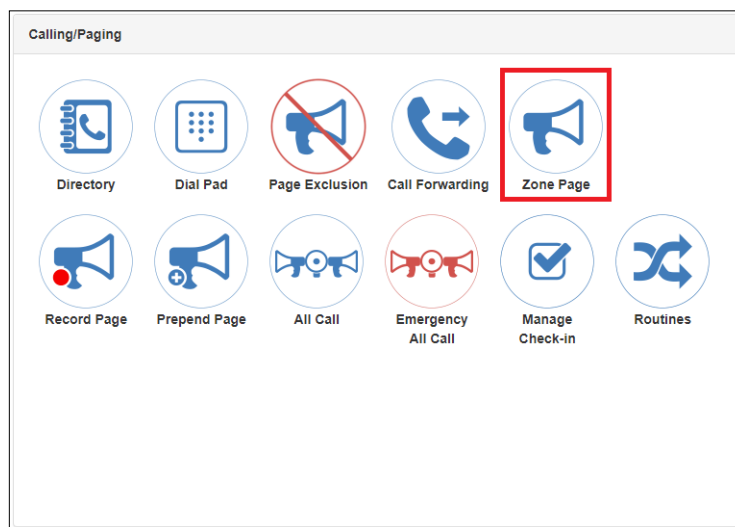 Calling/Paging
Directory
Dial Pad
Page Exclusion
Call Forwarding
Zone Page
Record Page
Prepend Page
All Call
Emergency
All Call
Manage
Check-in
Routines